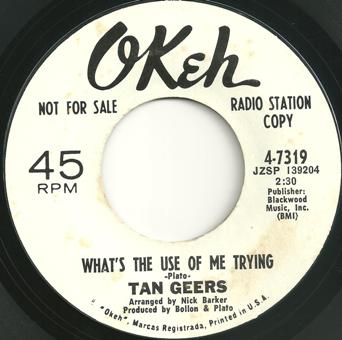 OKeh
NOT FOR SALE
RADIO STATION
COPY
45
RPM
4-7319
JZSP 139204
2:30
Publisher:
Blackwood
Music, Inc.
(BMI)
WHAT'S THE USE OF ME TRYING
-Plato-
TAN GEERS
Arranged by Nick Barker
Produced by Bollon & Plato
"Okeh", Marcas Registrada, Printed in U.S.A.